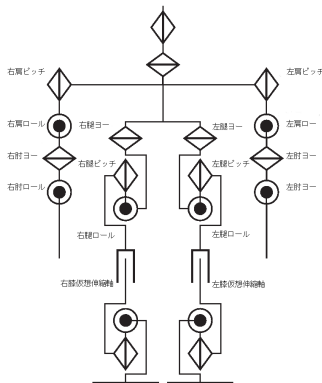 右肩ピッチ 左肩ピッチ
右肩ロール 右腿ヨー 左腿ヨー 左肩ロー
右肘ヨー 右腿ピッチ 左腿ピッチ 左肘ヨー
右肘ロール 左肘ヨー
右腿ロール 左腿ロール
右膝仮想伸縮軸 左膝仮想伸縮軸